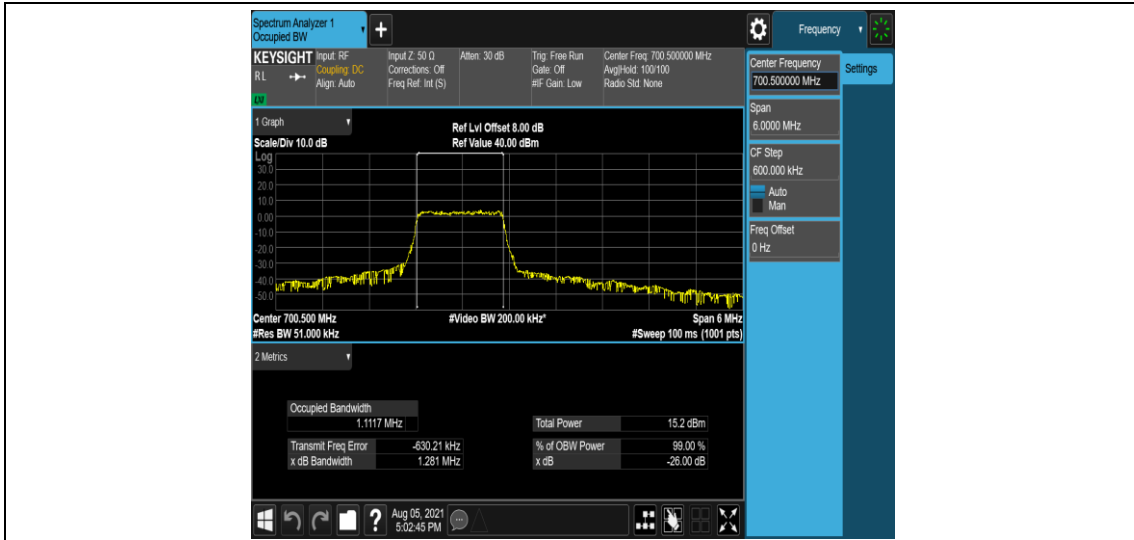 Spectrum Analyzer 1
Occupied BW
Frequency
KEYSIGHT Input: RF Input Z: 50 Ω Atten: 30 dB Trig: Free Run Center Freq: 700.500000 MHz
RL Coupling: DC Corrections: Off Gate: Off Avg|Hold: 100/100
Align: Auto Freq Ref: Int (S) #IF Gain: Low Radio Std: None
Center Frequency
700.500000 MHz
Settings
Span
6.0000 MHz
CF Step
600.000 kHz
Auto
Man
Freq Offset
0 Hz
1 Graph
Ref Lvl Offset 8.00 dB
Scale/Div 10.0 dB Ref Value 40.00 dBm
Log
30.0
20.0
10.0
0.00
-10.0
-20.0
-30.0
-40.0
-50.0
Center 700.500 MHz #Video BW 200.00 kHz* Span 6 MHz
#Res BW 51.000 kHz #Sweep 100 ms (1001 pts)
2 Metrics
Occupied Bandwidth
1.1117 MHz Total Power 15.2 dBm
Transmit Freq Error -630.21 kHz % of OBW Power 99.00 %
x dB Bandwidth 1.281 MHz x dB -26.00 dB
? Aug 05, 2021
5:02:45 PM